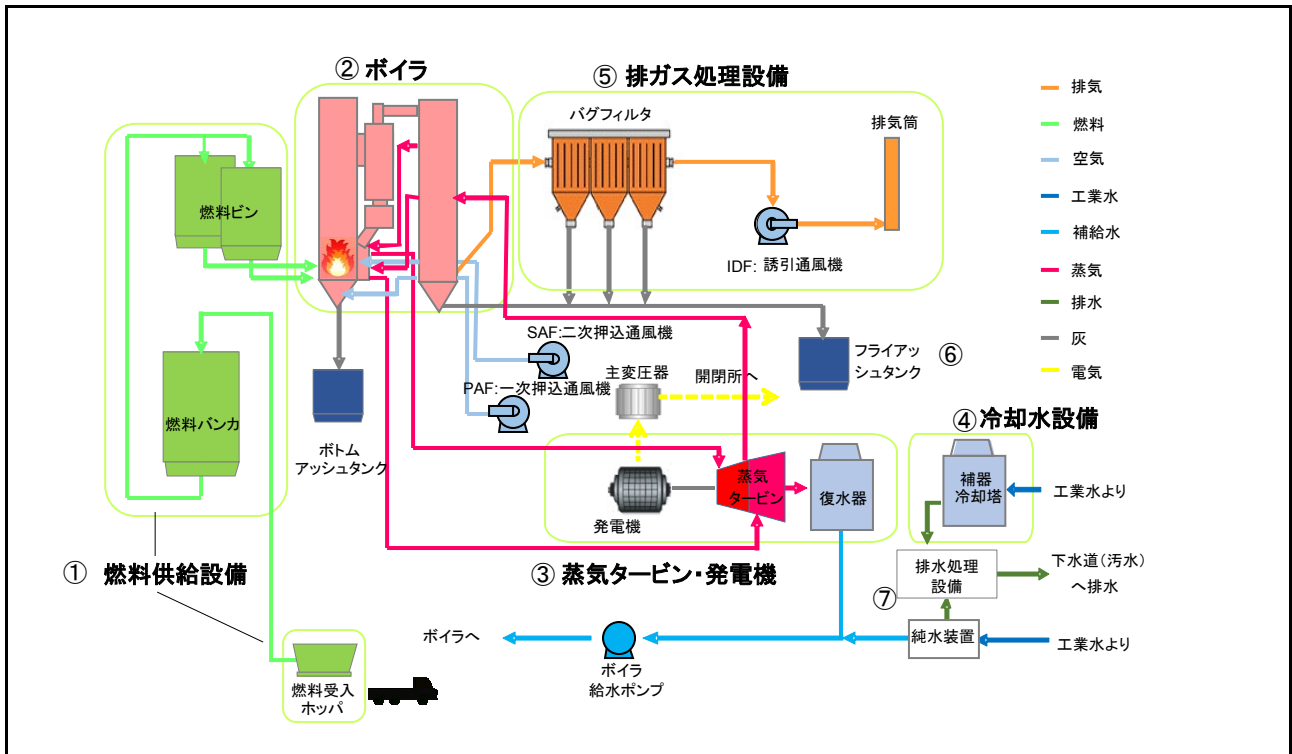 ② ボイラ
⑤ 排ガス処理設備
バグフィルタ
排気筒
燃料ビン
IDF: 誘引通風機
排気
燃料
空気
工業水
補給水
蒸気
排水
灰
電気
SAF:二次押込通風機
PAF:一次押込通風機
主変圧器
開閉所へ
フライアッ
シュタンク
⑥
燃料バンカ
ボトム
アッシュタンク
④ 冷却水設備
蒸気
タービン
復水器
発電機
補器
冷却塔
工業水より
① 燃料供給設備
③ 蒸気タービン・発電機
排水処理
設備
下水道(汚水)
へ排水
⑦
純水装置
工業水より
ボイラへ
ボイラ
給水ポンプ
燃料受入
ホッパ